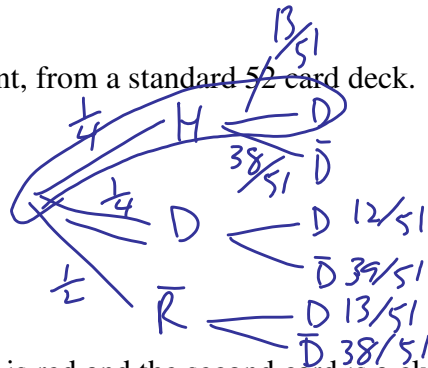 13/51
nt, from a standard 52 card deck.
1/4 H D
38/51 D̄
1/4 D D 12/51
D̄ 39/51
1/2 R̄ D 13/51
D̄ 38/51
is red and the second card is a